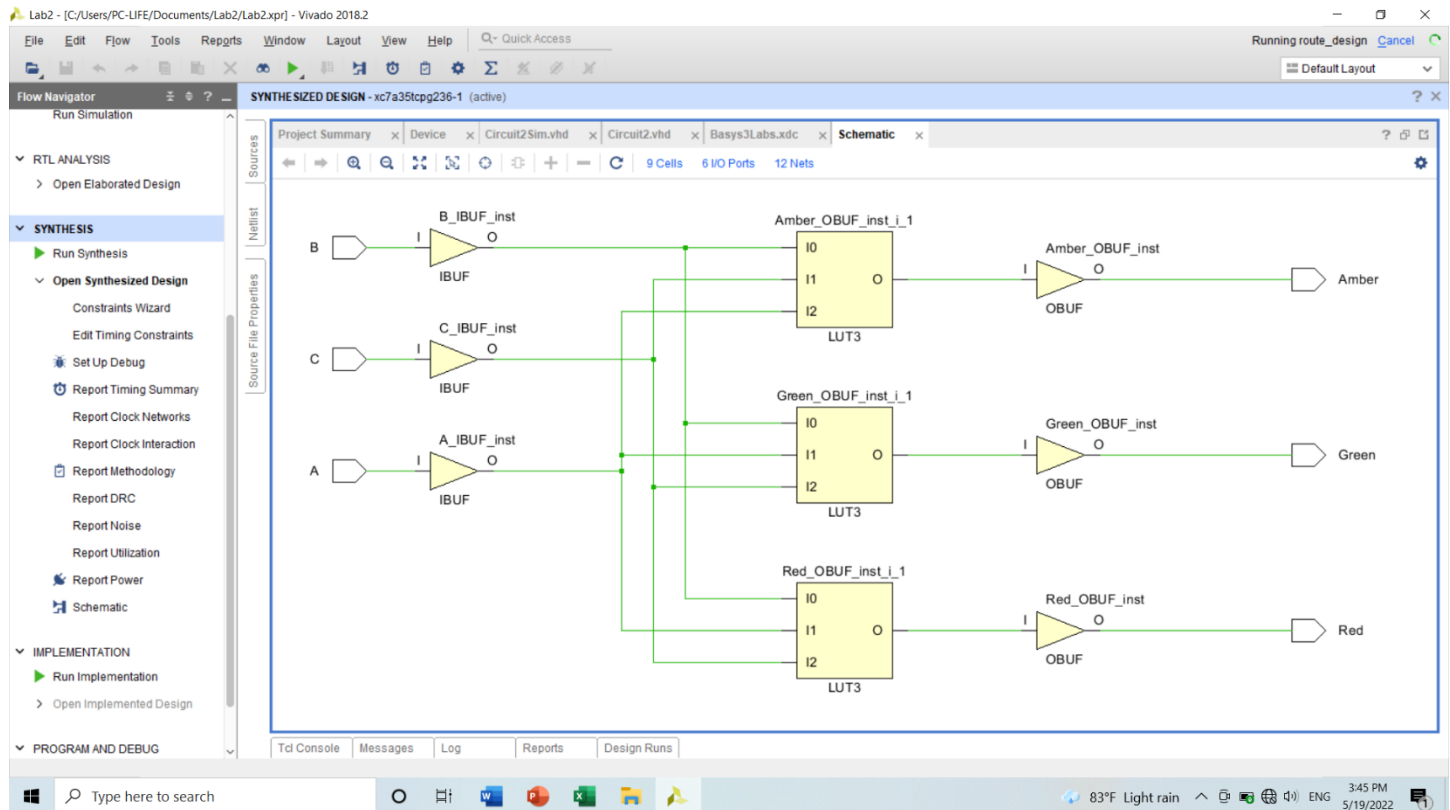 Lab2 - [C:/Users/PC-LIFE/Documents/Lab2/Lab2.xpr] - Vivado 2018.2
File Edit Flow Tools Reports Window Layout View Help Q- Quick Access
Running route_design Cancel
Default Layout
Flow Navigator
SYNTHESIZED DESIGN - xc7a35tcpg236-1 (active)
Run Simulation
RTL ANALYSIS
Open Elaborated Design
SYNTHESIS
Run Synthesis
Open Synthesized Design
Constraints Wizard
Edit Timing Constraints
Set Up Debug
Report Timing Summary
Report Clock Networks
Report Clock Interaction
Report Methodology
Report DRC
Report Noise
Report Utilization
Report Power
Schematic
IMPLEMENTATION
Run Implementation
Open Implemented Design
PROGRAM AND DEBUG
Sources
Netlist
Source File Properties
Project Summary Device Circuit2Sim.vhd Circuit2.vhd Basys3Labs.xdc Schematic
9 Cells 6 I/O Ports 12 Nets
B_IBUF_inst
B
I
O
IBUF
C_IBUF_inst
C
I
O
IBUF
A_IBUF_inst
A
I
O
IBUF
Amber_OBUF_inst_i_1
I0
I1
O
I2
LUT3
Amber_OBUF_inst
I
O
OBUF
Amber
Green_OBUF_inst_i_1
I0
I1
O
I2
LUT3
Green_OBUF_inst
I
O
OBUF
Green
Red_OBUF_inst_i_1
I0
I1
O
I2
LUT3
Red_OBUF_inst
I
O
OBUF
Red
Tcl Console Messages Log Reports Design Runs
Type here to search
83°F Light rain
ENG
3:45 PM
5/19/2022
1